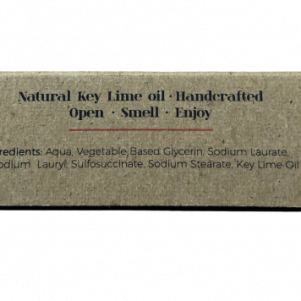 Natural Key Lime oil · Handcrafted
Open · Smell · Enjoy
redients: Aqua, Vegetable Based Glycerin, Sodium Laurate,
odium Lauryl, Sulfosuccinate, Sodium Stearate, Key Lime Oil